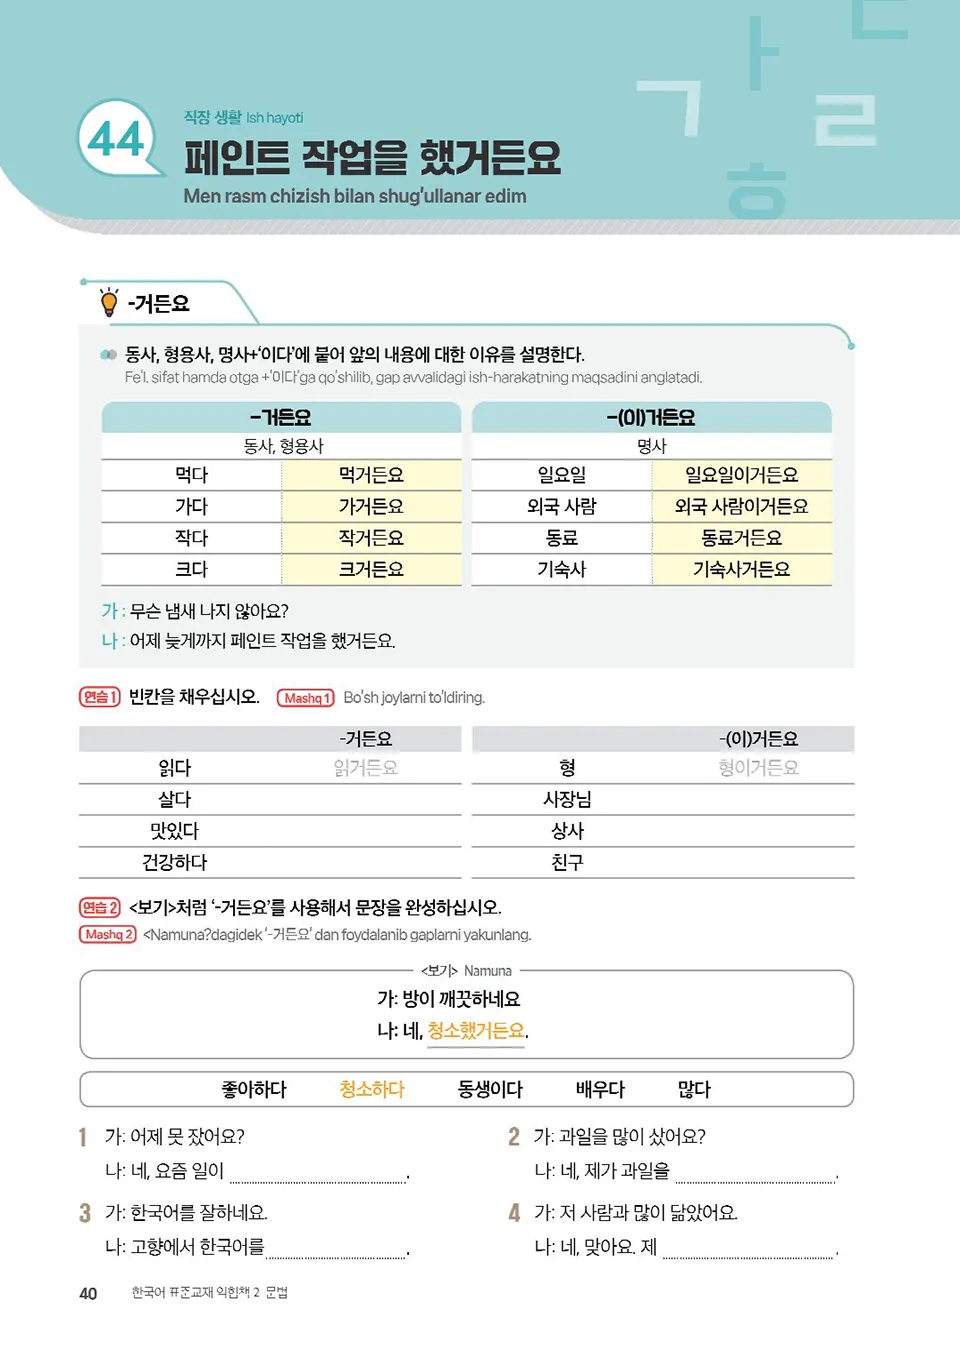 44
직장 생활 Ish hayoti
페인트 작업을 했거든요
Men rasm chizish bilan shug'ullanar edim
ㄱ ㅏ ㄹ ㅎ
-거든요
동사, 형용사, 명사+'이다'에 붙어 앞의 내용에 대한 이유를 설명한다.
Fe'l. sifat hamda otga +'이다'ga qo'shilib, gap avvalidagi ish-harakatning maqsadini anglatadi.
-거든요 -(이)거든요
동사, 형용사 명사
먹다 먹거든요 일요일 일요일이거든요
가다 가거든요 외국 사람 외국 사람이거든요
작다 작거든요 동료 동료거든요
크다 크거든요 기숙사 기숙사거든요
가 : 무슨 냄새 나지 않아요?
나 : 어제 늦게까지 페인트 작업을 했거든요.
연습 1 빈칸을 채우십시오. Mashq 1 Bo'sh joylarni to'ldiring.
-거든요 -(이)거든요
읽다 읽거든요 형 형이거든요
살다 사장님
맛있다 상사
건강하다 친구
연습 2 <보기>처럼 '-거든요'를 사용해서 문장을 완성하십시오.
Mashq 2 <Namuna?dagidek '-거든요' dan foydalanib gaplarni yakunlang.
<보기> Namuna
가: 방이 깨끗하네요
나: 네, 청소했거든요.
좋아하다 청소하다 동생이다 배우다 많다
1 가: 어제 못 잤어요?
나: 네, 요즘 일이 .
2 가: 과일을 많이 샀어요?
나: 네, 제가 과일을 .
3 가: 한국어를 잘하네요.
나: 고향에서 한국어를 .
4 가: 저 사람과 많이 닮았어요.
나: 네, 맞아요. 제 .
40 한국어 표준교재 익힘책 2 문법